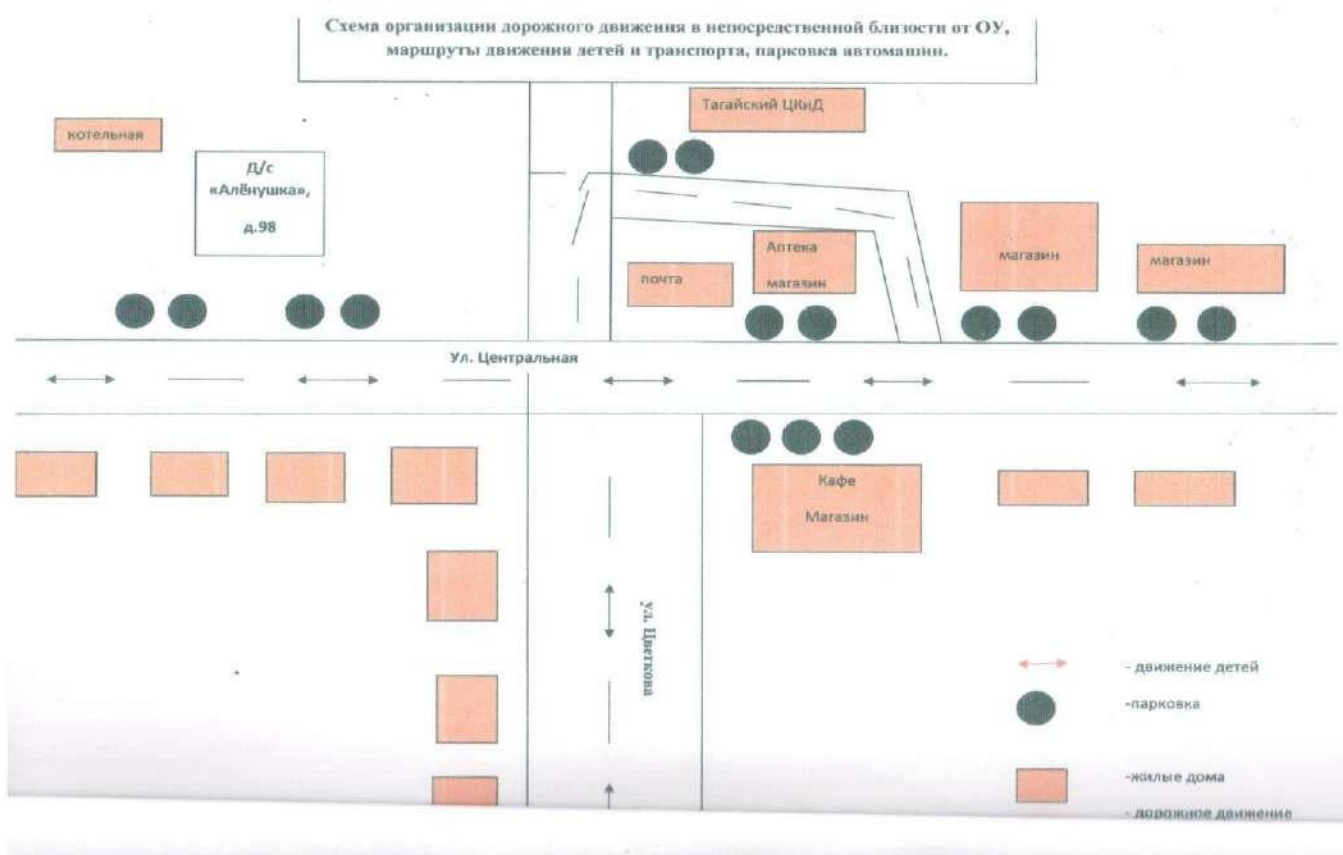 Схема организации дорожного движения в непосредственной близости от ОУ,
маршруты движения детей и транспорта, парковка автомашин.
Тагайский ЦКиД
котельная
Д/с
«Алёнушка»,
д.98
Аптека
магазин
почта
магазин
магазин
Ул. Центральная
Кафе
Магазин
ул. Цветкова
- движение детей
-парковка
-жилые дома
- дорожное движение